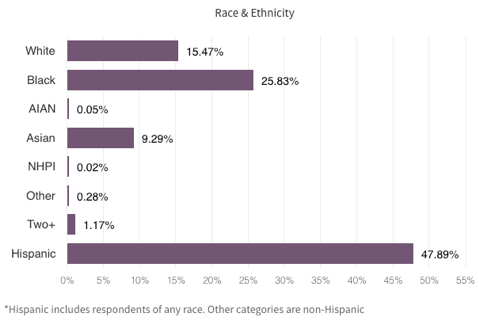 Race & Ethnicity
White 15.47%
Black 25.83%
AIAN 0.05%
Asian 9.29%
NHPI 0.02%
Other 0.28%
Two+ 1.17%
Hispanic 47.89%
0% 5% 10% 15% 20% 25% 30% 35% 40% 45% 50% 55%
*Hispanic includes respondents of any race. Other categories are non-Hispanic